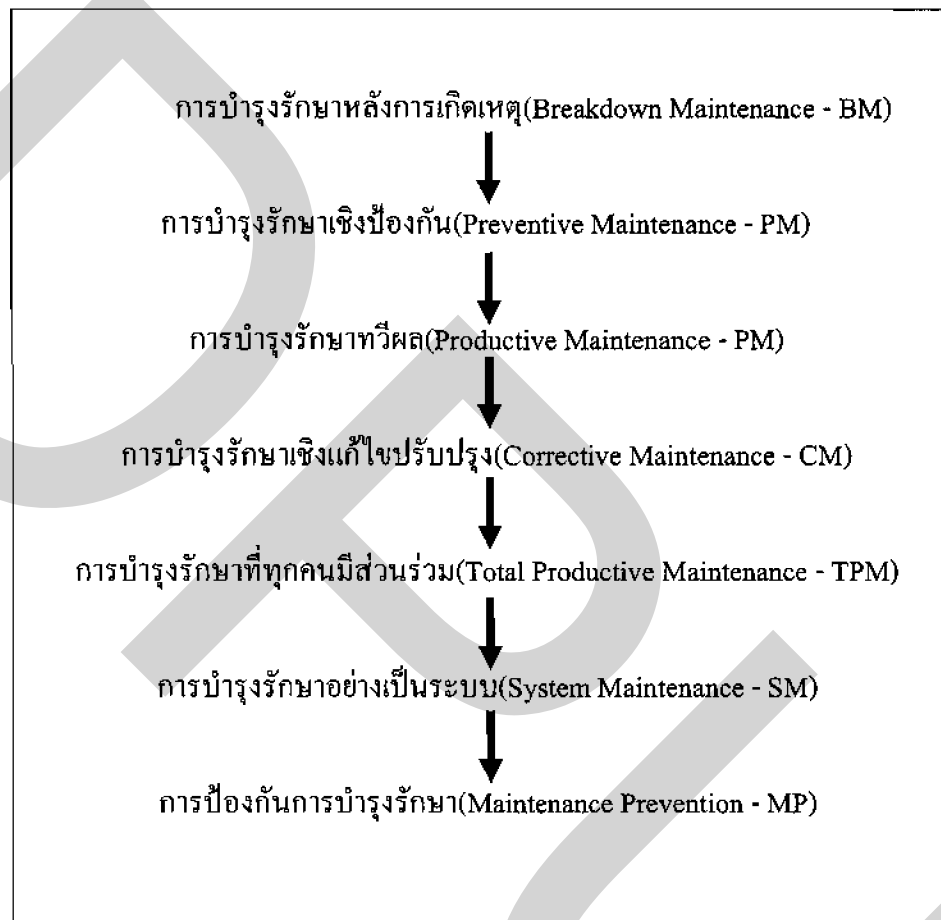 การบำรุงรักษาหลังการเกิดเหตุ(Breakdown Maintenance - BM)
การบำรุงรักษาเชิงป้องกัน(Preventive Maintenance - PM)
การบำรุงรักษาทวีผล(Productive Maintenance - PM)
การบำรุงรักษาเชิงแก้ไขปรับปรุง(Corrective Maintenance - CM)
การบำรุงรักษาที่ทุกคนมีส่วนร่วม(Total Productive Maintenance - TPM)
การบำรุงรักษาอย่างเป็นระบบ(System Maintenance - SM)
การป้องกันการบำรุงรักษา(Maintenance Prevention - MP)